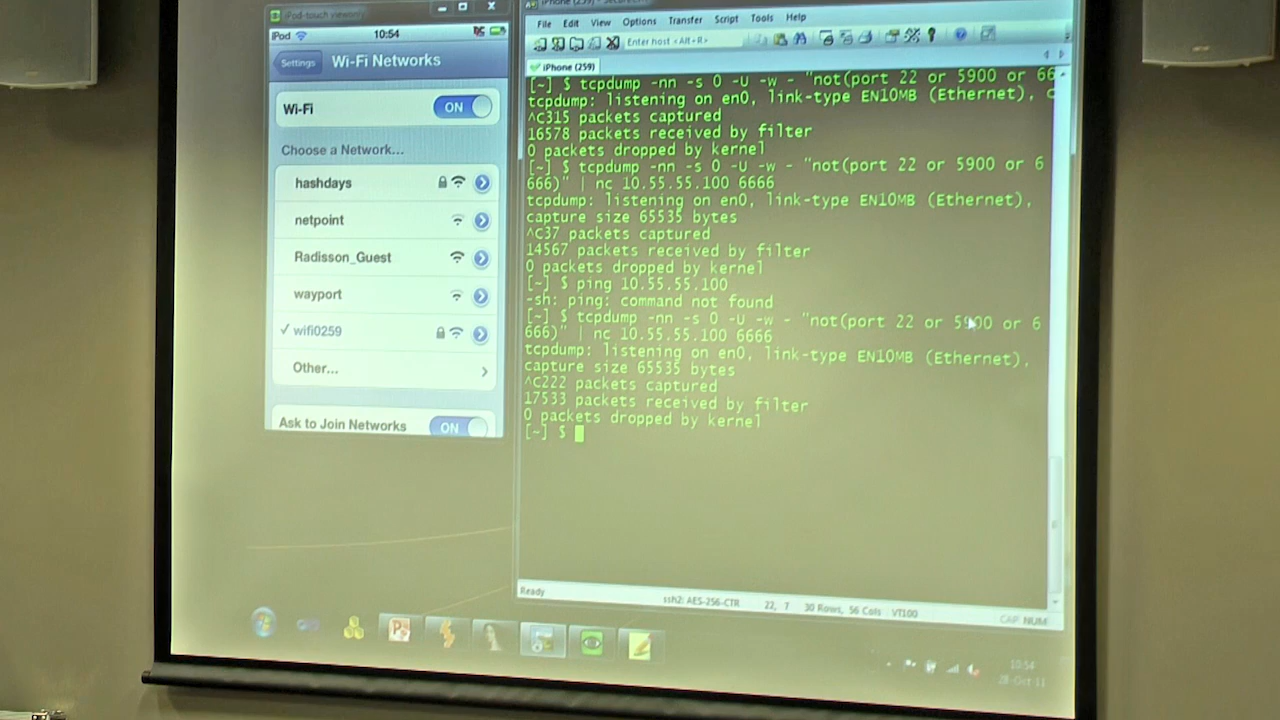 iPod touch viewer
iPod
10:54
Settings
Wi-Fi Networks
Wi-Fi
ON
Choose a Network...
hashdays
netpoint
Radisson_Guest
wayport
wifi0259
Other...
Ask to Join Networks
ON
File Edit View Options Transfer Script Tools Help
Enter host <Alt+R>
iPhone (259)
[~] $ tcpdump -nn -s 0 -U -w - "not(port 22 or 5900 or 66
tcpdump: listening on en0, link-type EN10MB (Ethernet), c
^C315 packets captured
16578 packets received by filter
0 packets dropped by kernel
[~] $ tcpdump -nn -s 0 -U -w - "not(port 22 or 5900 or 6
666)" | nc 10.55.55.100 6666
tcpdump: listening on en0, link-type EN10MB (Ethernet),
capture size 65535 bytes
^C37 packets captured
14567 packets received by filter
0 packets dropped by kernel
[~] $ ping 10.55.55.100
-sh: ping: command not found
[~] $ tcpdump -nn -s 0 -U -w - "not(port 22 or 5900 or 6
666)" | nc 10.55.55.100 6666
tcpdump: listening on en0, link-type EN10MB (Ethernet),
capture size 65535 bytes
^C222 packets captured
17533 packets received by filter
0 packets dropped by kernel
[~] $
Ready
ssh2: AES-256-CTR
22, 7
30 Rows, 56 Cols
VT100
CAP NUM
10:54
28-Oct-11